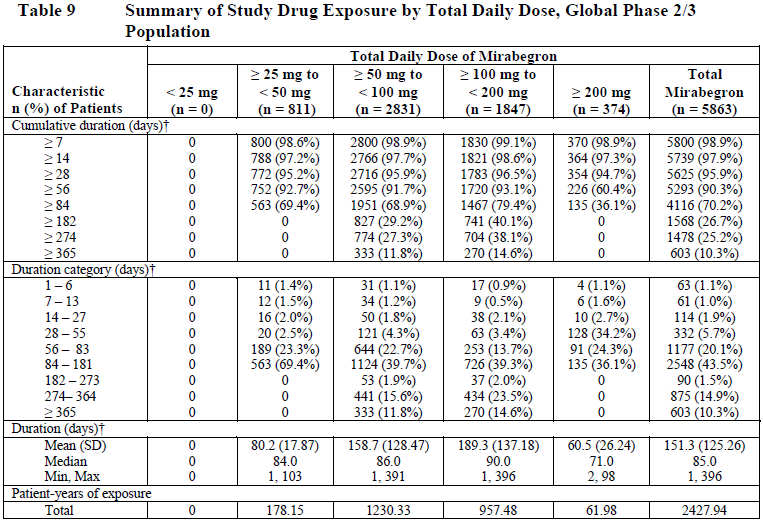 Table 9 Summary of Study Drug Exposure by Total Daily Dose, Global Phase 2/3
Population
Total Daily Dose of Mirabegron
Characteristic
n (%) of Patients
< 25 mg
(n = 0)
≥ 25 mg to
< 50 mg
(n = 811)
≥ 50 mg to
< 100 mg
(n = 2831)
≥ 100 mg to
< 200 mg
(n = 1847)
≥ 200 mg
(n = 374)
Total
Mirabegron
(n = 5863)
Cumulative duration (days)†
≥ 7 0 800 (98.6%) 2800 (98.9%) 1830 (99.1%) 370 (98.9%) 5800 (98.9%)
≥ 14 0 788 (97.2%) 2766 (97.7%) 1821 (98.6%) 364 (97.3%) 5739 (97.9%)
≥ 28 0 772 (95.2%) 2716 (95.9%) 1783 (96.5%) 354 (94.7%) 5625 (95.9%)
≥ 56 0 752 (92.7%) 2595 (91.7%) 1720 (93.1%) 226 (60.4%) 5293 (90.3%)
≥ 84 0 563 (69.4%) 1951 (68.9%) 1467 (79.4%) 135 (36.1%) 4116 (70.2%)
≥ 182 0 0 827 (29.2%) 741 (40.1%) 0 1568 (26.7%)
≥ 274 0 0 774 (27.3%) 704 (38.1%) 0 1478 (25.2%)
≥ 365 0 0 333 (11.8%) 270 (14.6%) 0 603 (10.3%)
Duration category (days)†
1 – 6 0 11 (1.4%) 31 (1.1%) 17 (0.9%) 4 (1.1%) 63 (1.1%)
7 – 13 0 12 (1.5%) 34 (1.2%) 9 (0.5%) 6 (1.6%) 61 (1.0%)
14 – 27 0 16 (2.0%) 50 (1.8%) 38 (2.1%) 10 (2.7%) 114 (1.9%)
28 – 55 0 20 (2.5%) 121 (4.3%) 63 (3.4%) 128 (34.2%) 332 (5.7%)
56 – 83 0 189 (23.3%) 644 (22.7%) 253 (13.7%) 91 (24.3%) 1177 (20.1%)
84 – 181 0 563 (69.4%) 1124 (39.7%) 726 (39.3%) 135 (36.1%) 2548 (43.5%)
182 – 273 0 0 53 (1.9%) 37 (2.0%) 0 90 (1.5%)
274– 364 0 0 441 (15.6%) 434 (23.5%) 0 875 (14.9%)
≥ 365 0 0 333 (11.8%) 270 (14.6%) 0 603 (10.3%)
Duration (days)†
Mean (SD) 0 80.2 (17.87) 158.7 (128.47) 189.3 (137.18) 60.5 (26.24) 151.3 (125.26)
Median 0 84.0 86.0 90.0 71.0 85.0
Min, Max 0 1, 103 1, 391 1, 396 2, 98 1, 396
Patient-years of exposure
Total 0 178.15 1230.33 957.48 61.98 2427.94